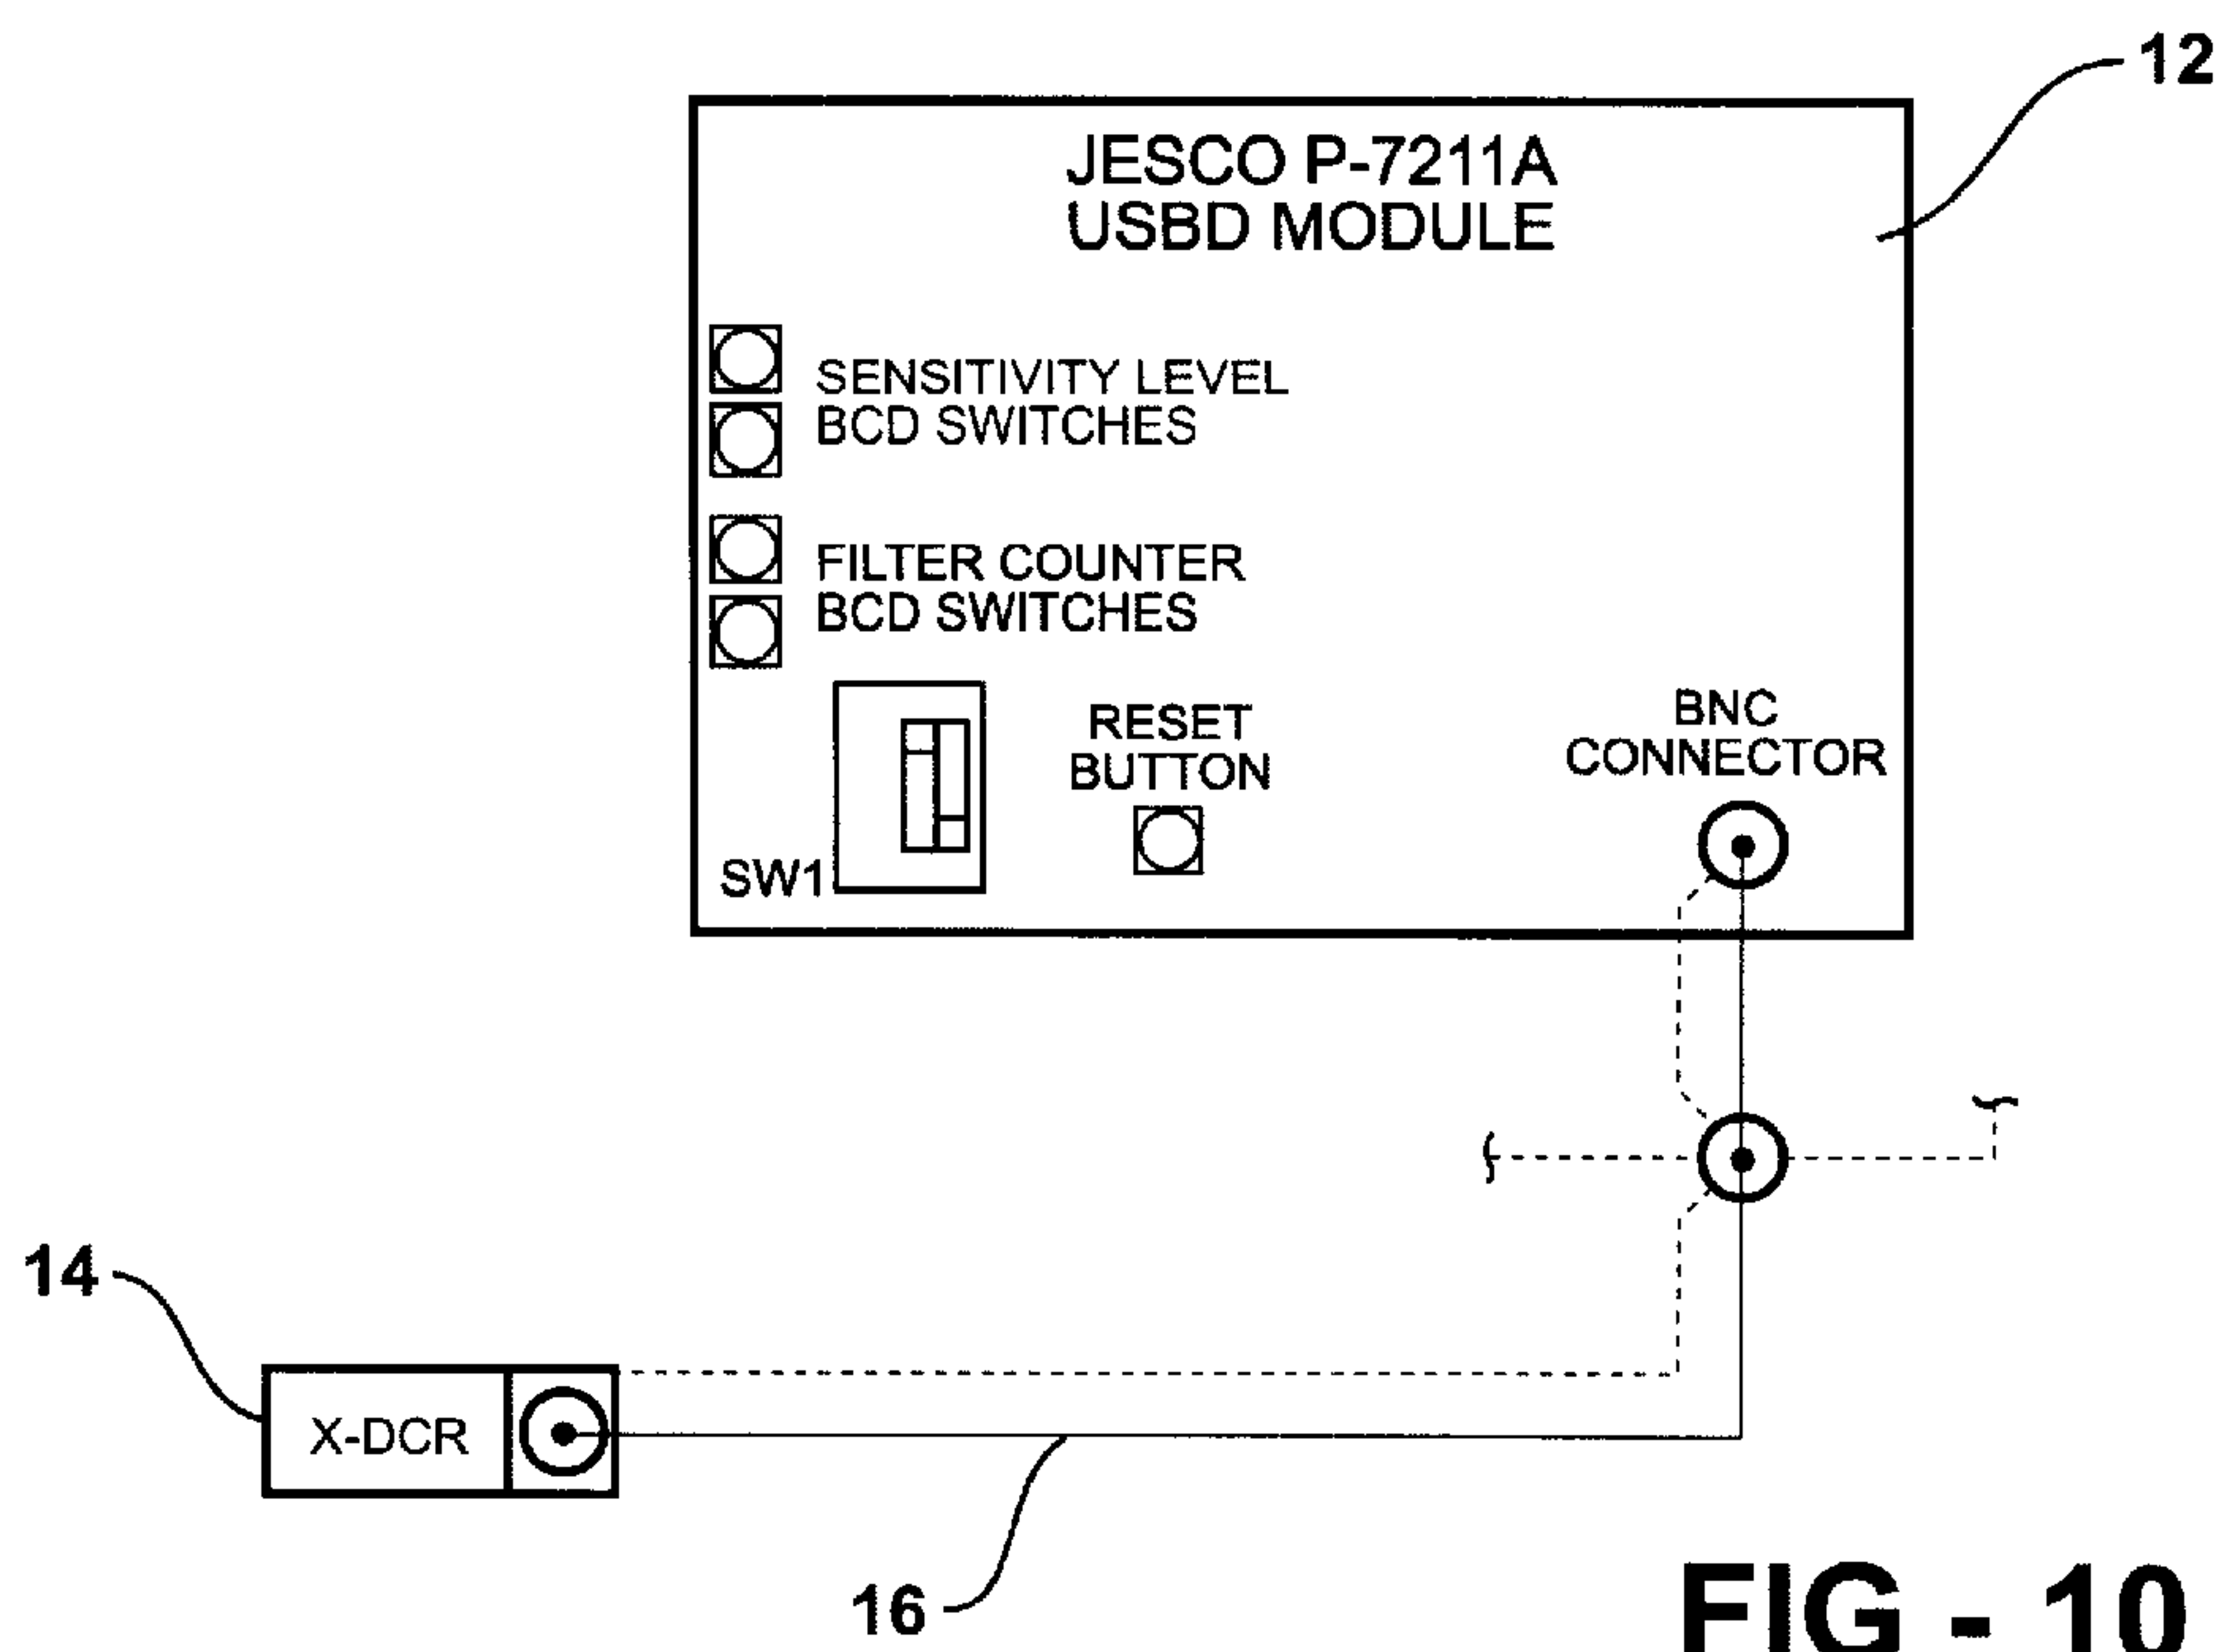 12
JESCO P-7211A
USBD MODULE
SENSITIVITY LEVEL
BCD SWITCHES
FILTER COUNTER
BCD SWITCHES
RESET
BUTTON
BNC
CONNECTOR
SW1
14
X-DCR
16
FIG - 10